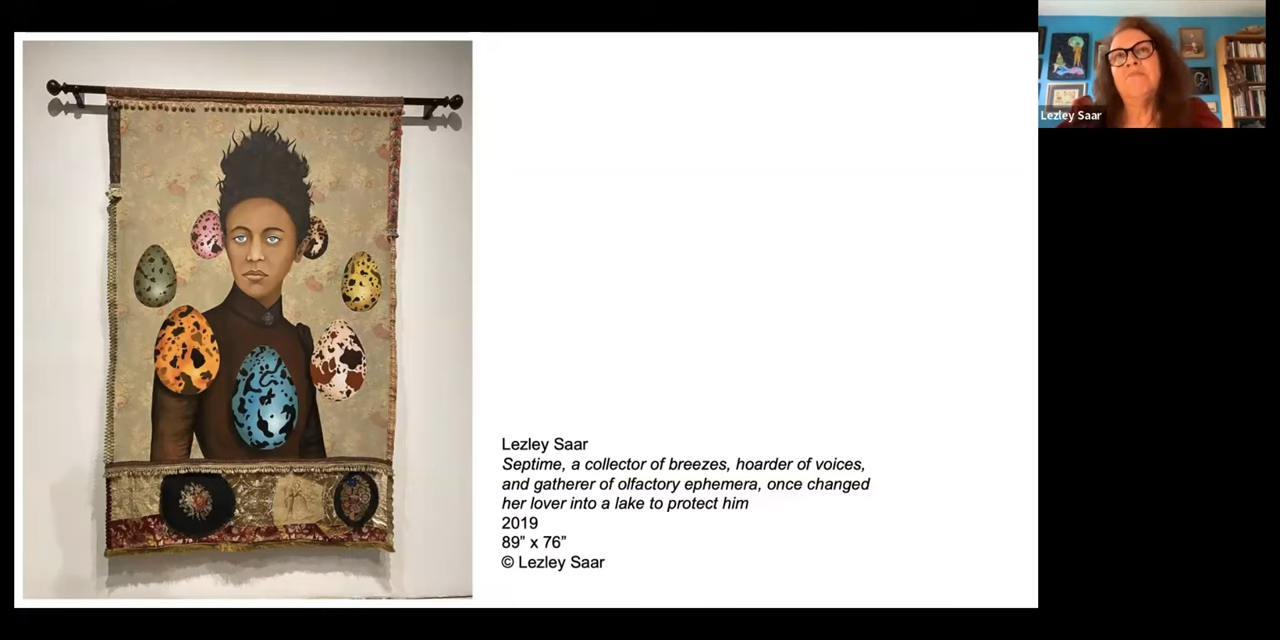 Lezley Saar
Lezley Saar
Septime, a collector of breezes, hoarder of voices,
and gatherer of olfactory ephemera, once changed
her lover into a lake to protect him
2019
89” x 76”
© Lezley Saar